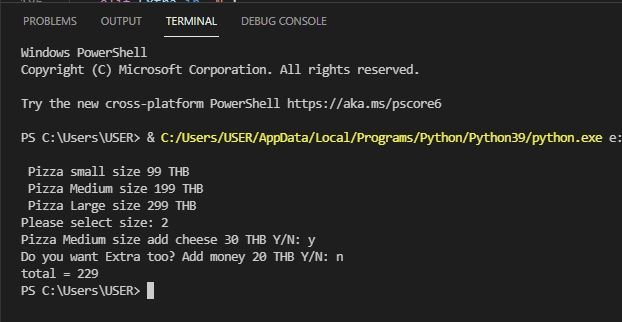 PROBLEMS OUTPUT TERMINAL DEBUG CONSOLE
Windows PowerShell
Copyright (C) Microsoft Corporation. All rights reserved.
Try the new cross-platform PowerShell https://aka.ms/pscore6
PS C:\Users\USER> & C:/Users/USER/AppData/Local/Programs/Python/Python39/python.exe e:
Pizza small size 99 THB
Pizza Medium size 199 THB
Pizza Large size 299 THB
Please select size: 2
Pizza Medium size add cheese 30 THB Y/N: y
Do you want Extra too? Add money 20 THB Y/N: n
total = 229
PS C:\Users\USER>